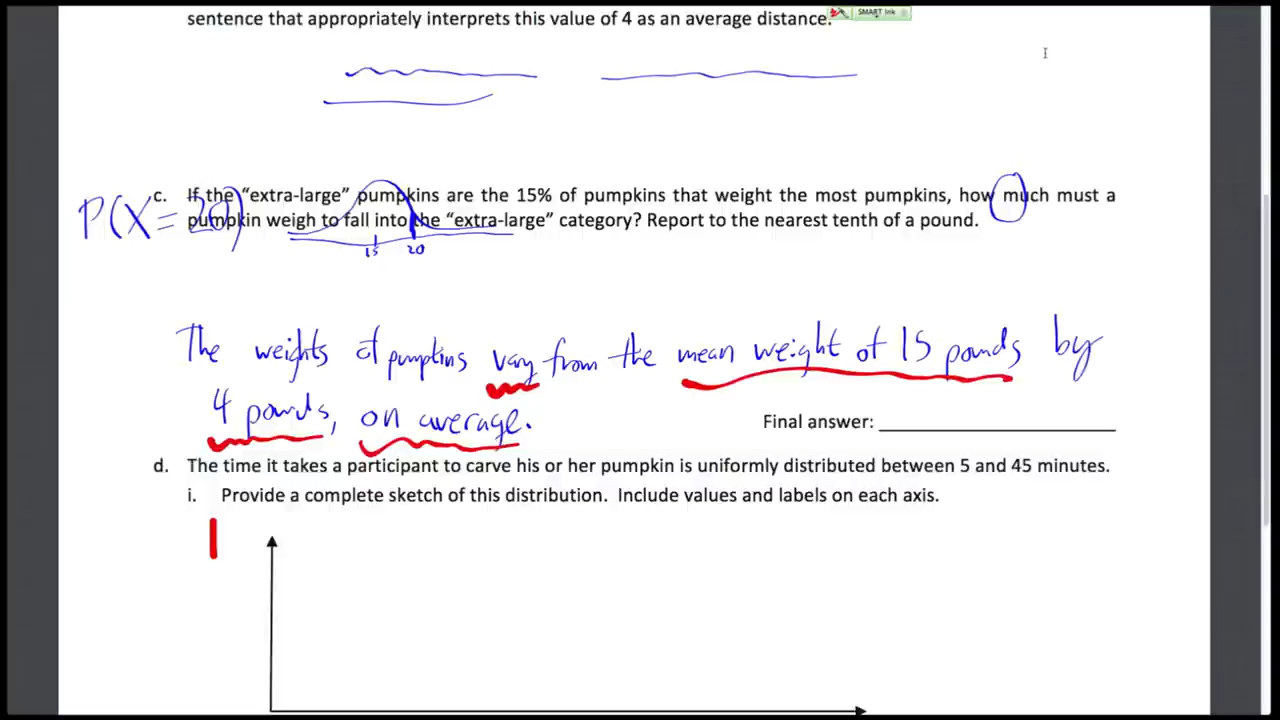 sentence that appropriately interprets this value of 4 as an average distance.
SMART Ink
c. If the “extra-large” pumpkins are the 15% of pumpkins that weight the most pumpkins, how much must a
pumpkin weigh to fall into the “extra-large” category? Report to the nearest tenth of a pound.
P(X = 20)
15 20
The weights of pumpkins vary from the mean weight of 15 pounds by
4 pounds, on average.
Final answer: ____________________
d. The time it takes a participant to carve his or her pumpkin is uniformly distributed between 5 and 45 minutes.
i. Provide a complete sketch of this distribution. Include values and labels on each axis.